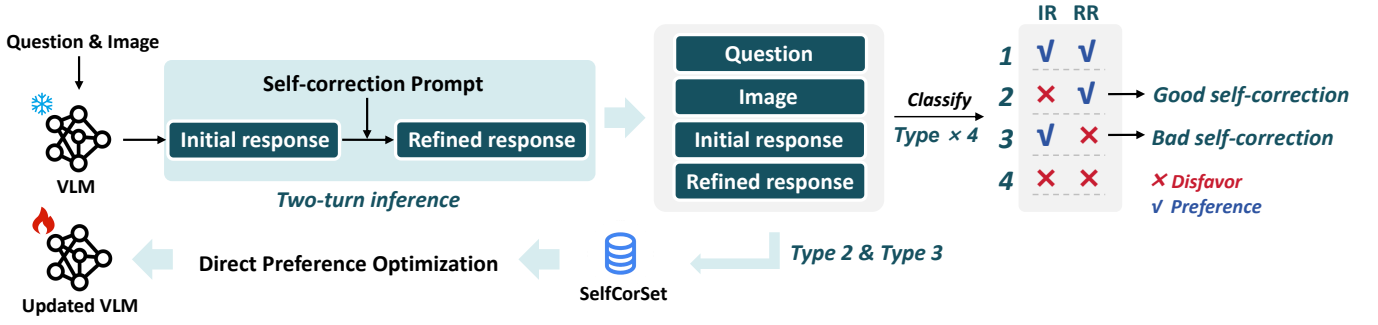 Question & Image
VLM
Self-correction Prompt
Initial response
Refined response
Two-turn inference
Question
Image
Initial response
Refined response
Classify
Type × 4
IR RR
1 √ √
2 × √
Good self-correction
3 √ ×
Bad self-correction
4 × ×
× Disfavor
√ Preference
Type 2 & Type 3
SelfCorSet
Direct Preference Optimization
Updated VLM